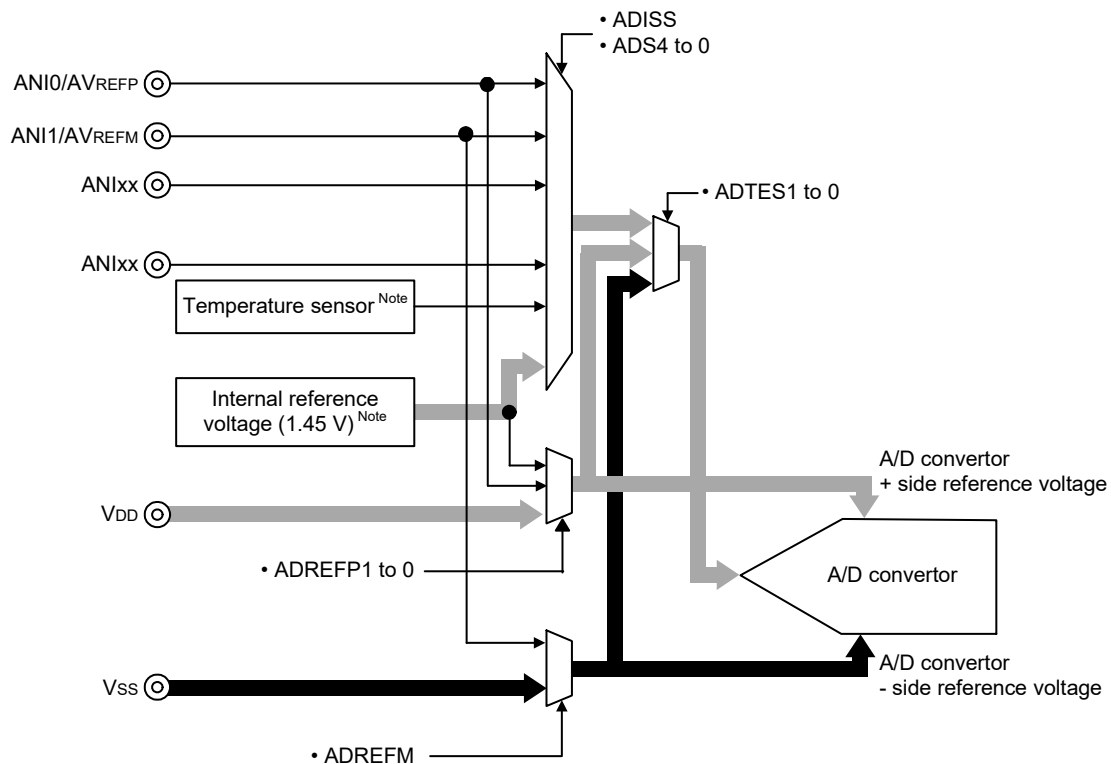 • ADISS
• ADS4 to 0
ANI0/AVREFP
ANI1/AVREFM
ANIxx
• ADTES1 to 0
ANIxx
Temperature sensor Note
Internal reference
voltage (1.45 V) Note
A/D convertor
+ side reference voltage
VDD
• ADREFP1 to 0
A/D convertor
A/D convertor
- side reference voltage
VSS
• ADREFM